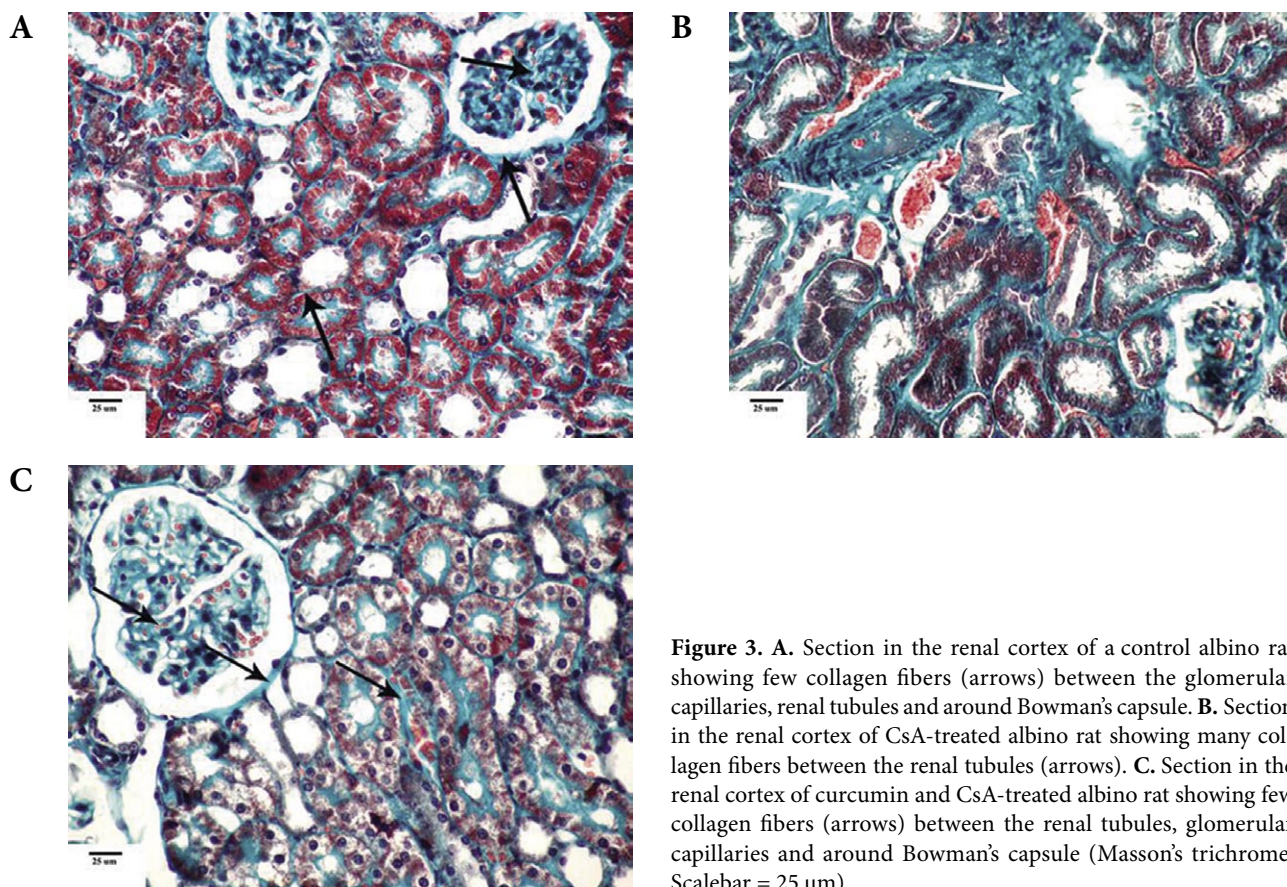 A
B
25 um
25 um
C
25 um
Figure 3. A. Section in the renal cortex of a control albino ra
showing few collagen fibers (arrows) between the glomerula
capillaries, renal tubules and around Bowman's capsule. B. Section
in the renal cortex of CsA-treated albino rat showing many col
lagen fibers between the renal tubules (arrows). C. Section in the
renal cortex of curcumin and CsA-treated albino rat showing few
collagen fibers (arrows) between the renal tubules, glomerular
capillaries and around Bowman's capsule (Masson's trichrome
Scalebar = 25 µm)